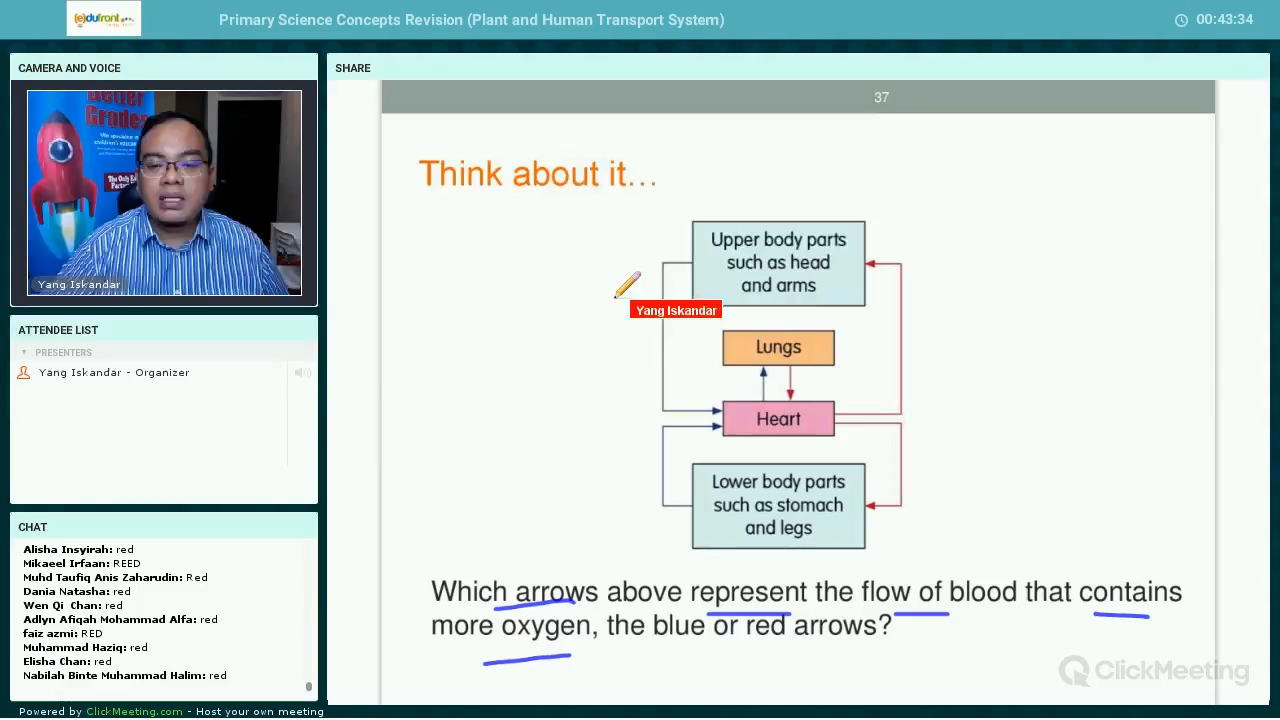 (e)dufront
Primary Science Concepts Revision (Plant and Human Transport System)
00:43:34
CAMERA AND VOICE
Better
Grades
Yang Iskandar
ATTENDEE LIST
PRESENTERS
Yang Iskandar - Organizer
CHAT
Alisha Insyirah: red
Mikaeel Irfaan: REED
Muhd Taufiq Anis Zaharudin: Red
Dania Natasha: red
Wen Qi Chan: red
Adlyn Afiqah Mohammad Alfa: red
faiz azmi: RED
Muhammad Haziq: red
Elisha Chan: red
Nabilah Binte Muhammad Halim: red
SHARE
37
Think about it...
Upper body parts
such as head
and arms
Yang Iskandar
Lungs
Heart
Lower body parts
such as stomach
and legs
Which arrows above represent the flow of blood that contains
more oxygen, the blue or red arrows?
ClickMeeting
Powered by ClickMeeting.com - Host your own meeting